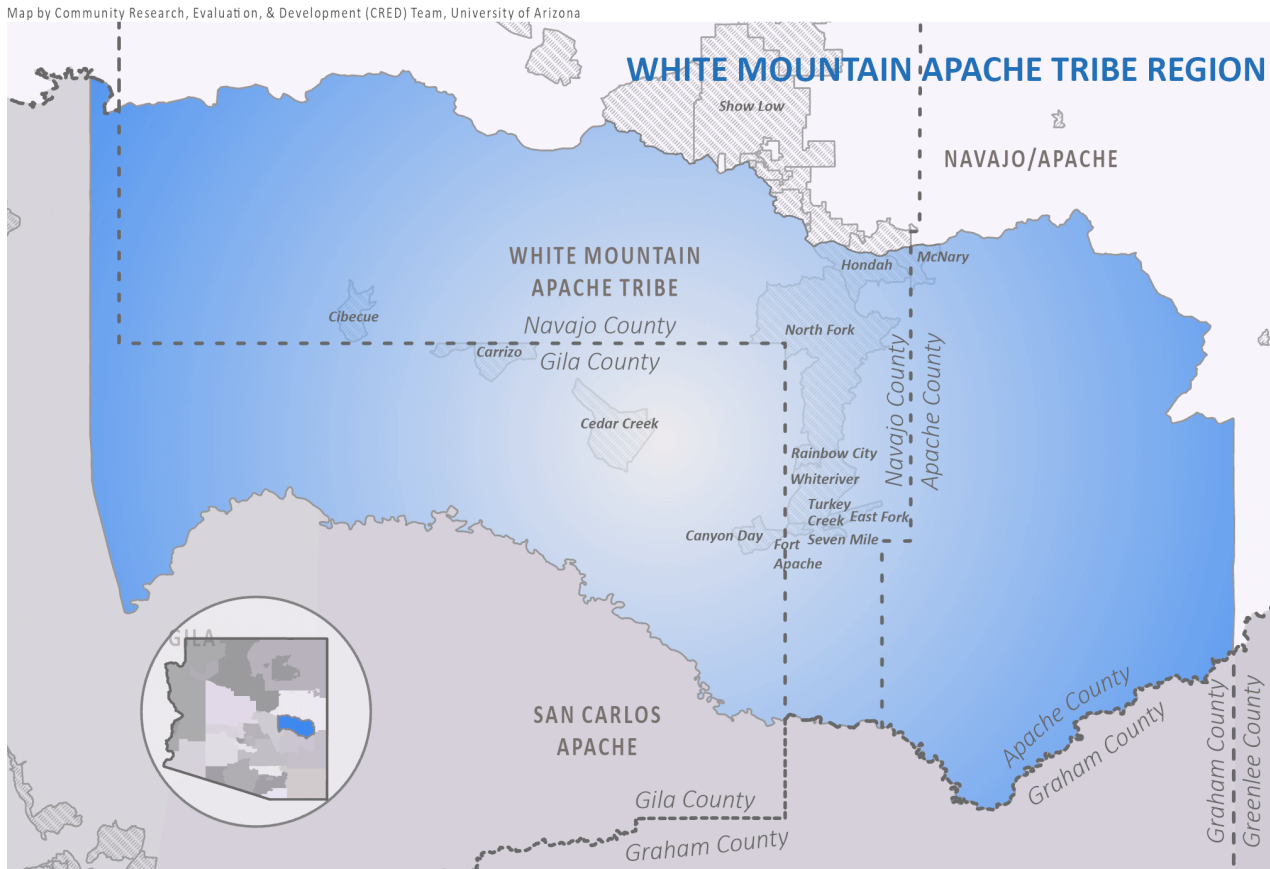 Map by Community Research, Evaluation, & Development (CRED) Team, University of Arizona
WHITE MOUNTAIN APACHE TRIBE REGION
Show Low
NAVAJO/APACHE
WHITE MOUNTAIN
APACHE TRIBE
Hondah
McNary
Cibecue
Navajo County
North Fork
Carrizo
Gila County
Navajo County
Apache County
Cedar Creek
Rainbow City
Whiteriver
Turkey
Creek
East Fork
Canyon Day
Fort
Apache
Seven Mile
GILA
SAN CARLOS
APACHE
Apache County
Graham County
Graham County
Greenlee County
Gila County
Graham County